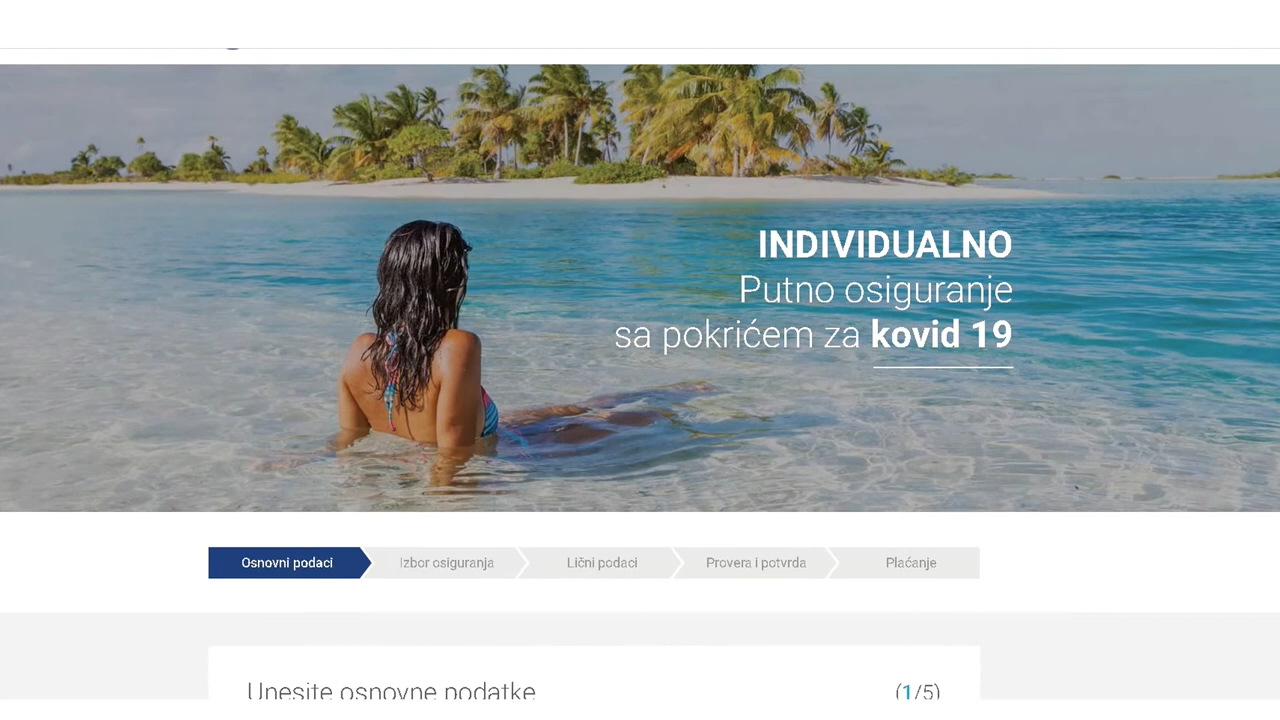 INDIVIDUALNO
Putno osiguranje
sa pokrićem za kovid 19
Osnovni podaci
Izbor osiguranja
Lični podaci
Provera i potvrda
Plaćanje
Unesite osnovne podatke
(1/5)